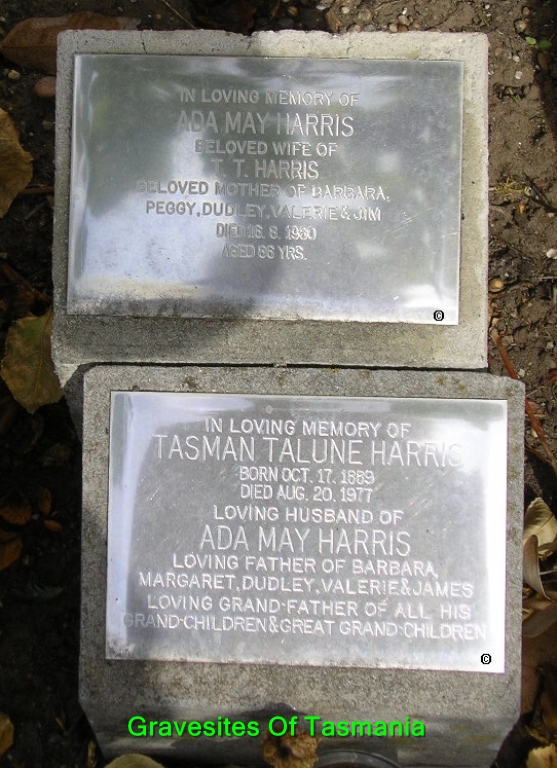 IN LOVING MEMORY OF
ADA MAY HARRIS
BELOVED WIFE OF
T. T. HARRIS
BELOVED MOTHER OF BARBARA,
PEGGY, DUDLEY, VALERIE & JIM
DIED 16. 8. 1960
AGED 66 YRS.
©
IN LOVING MEMORY OF
TASMAN TALUNE HARRIS
BORN OCT. 17. 1889
DIED AUG. 20. 1977
LOVING HUSBAND OF
ADA MAY HARRIS
LOVING FATHER OF BARBARA,
MARGARET, DUDLEY, VALERIE & JAMES
LOVING GRAND-FATHER OF ALL HIS
GRAND-CHILDREN & GREAT GRAND-CHILDREN
©
Gravesites Of Tasmania